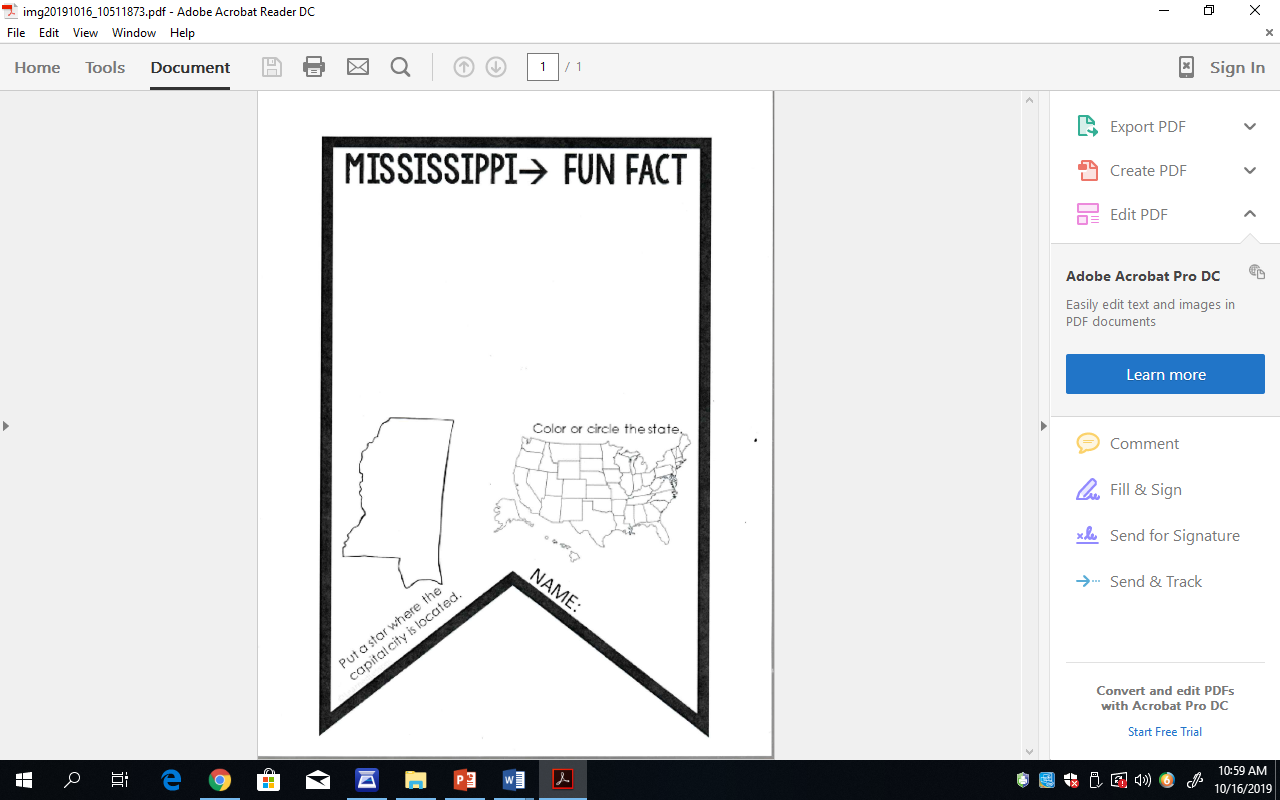 img20191016_10511873.pdf - Adobe Acrobat Reader DC
File Edit View Window Help
Home Tools Document 1 / 1 Sign In
MISSISSIPPI→ FUN FACT
Color or circle the state.
Put a star where the
capital city is located.
NAME:
Export PDF
Create PDF
Edit PDF
Adobe Acrobat Pro DC
Easily edit text and images in
PDF documents
Learn more
Comment
Fill & Sign
Send for Signature
Send & Track
Convert and edit PDFs
with Acrobat Pro DC
Start Free Trial
10:59 AM
10/16/2019